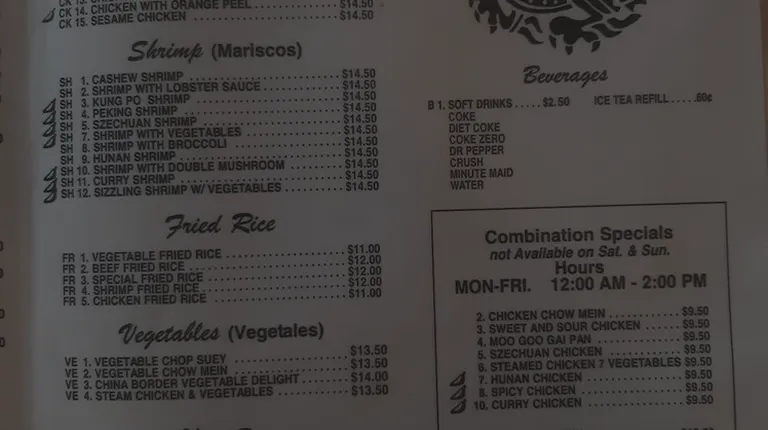 CK 14. CHICKEN WITH ORANGE PEEL .................... $14.50
CK 15. SESAME CHICKEN .................... $14.50
Shrimp (Mariscos)
SH 1. CASHEW SHRIMP .................... $14.50
SH 2. SHRIMP WITH LOBSTER SAUCE .................... $14.50
SH 3. KUNG PO SHRIMP .................... $14.50
SH 4. PEKING SHRIMP .................... $14.50
SH 5. SZECHUAN SHRIMP .................... $14.50
SH 7. SHRIMP WITH VEGETABLES .................... $14.50
SH 8. SHRIMP WITH BROCCOLI .................... $14.50
SH 9. HUNAN SHRIMP .................... $14.50
SH 10. SHRIMP WITH DOUBLE MUSHROOM .................... $14.50
SH 11. CURRY SHRIMP .................... $14.50
SH 12. SIZZLING SHRIMP W/ VEGETABLES .................... $14.50
Fried Rice
FR 1. VEGETABLE FRIED RICE .................... $11.00
FR 2. BEEF FRIED RICE .................... $12.00
FR 3. SPECIAL FRIED RICE .................... $12.00
FR 4. SHRIMP FRIED RICE .................... $12.00
FR 5. CHICKEN FRIED RICE .................... $11.00
Vegetables (Vegetales)
VE 1. VEGETABLE CHOP SUEY .................... $13.50
VE 2. VEGETABLE CHOW MEIN .................... $13.50
VE 3. CHINA BORDER VEGETABLE DELIGHT .................... $14.00
VE 4. STEAM CHICKEN & VEGETABLES .................... $13.50
Beverages
B 1. SOFT DRINKS ..... $2.50 ICE TEA REFILL ..... .60¢
COKE
DIET COKE
COKE ZERO
DR PEPPER
CRUSH
MINUTE MAID
WATER
Combination Specials
not Available on Sat. & Sun.
Hours
MON-FRI. 12:00 AM - 2:00 PM
2. CHICKEN CHOW MEIN .................... $9.50
3. SWEET AND SOUR CHICKEN ...... $9.50
4. MOO GOO GAI PAN .................... $9.50
5. SZECHUAN CHICKEN .................... $9.50
6. STEAMED CHICKEN 7 VEGETABLES $9.50
7. HUNAN CHICKEN .................... $9.50
8. SPICY CHICKEN .................... $9.50
10. CURRY CHICKEN .................... $9.50